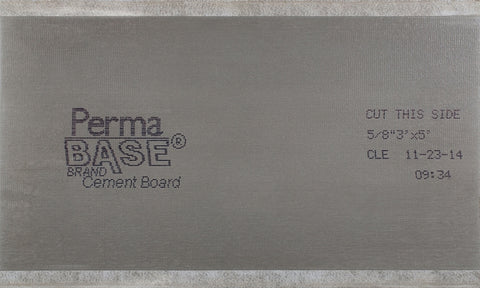 Perma
BASE®
BRAND
Cement Board
CUT THIS SIDE
5/8"3'x5'
CLE 11-23-14
09:34